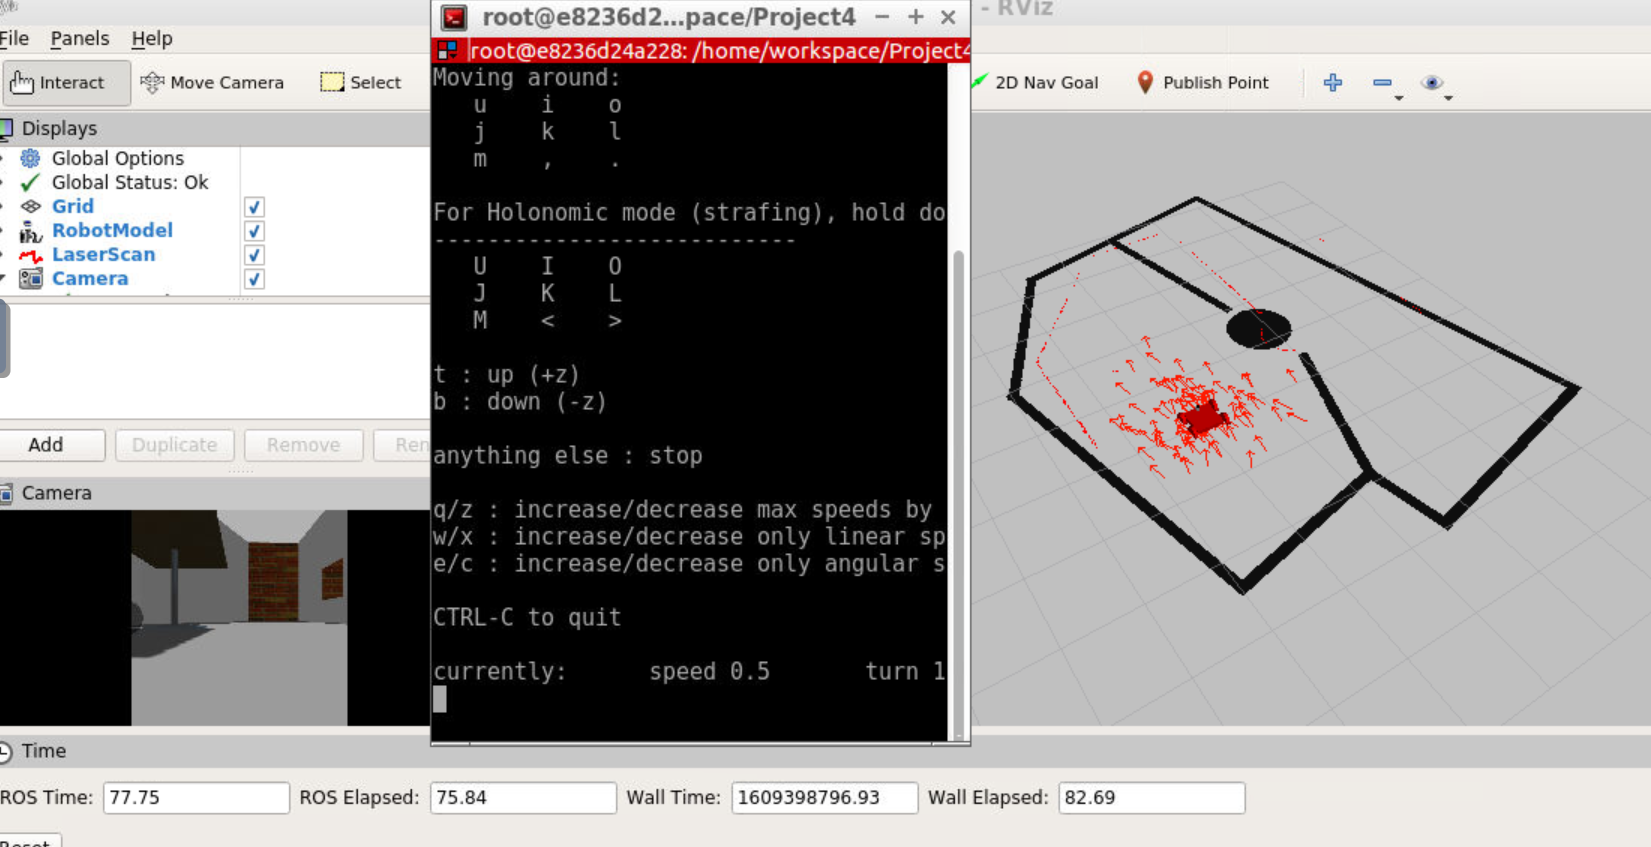 root@e8236d2...pace/Project4 − + ×
- RViz
File Panels Help
root@e8236d24a228: /home/workspace/Project4
Interact Move Camera Select
2D Nav Goal Publish Point
Displays
Global Options
Global Status: Ok
Grid
RobotModel
LaserScan
Camera
Add Duplicate Remove Ren
Camera
Moving around:
u i o
j k l
m , .
For Holonomic mode (strafing), hold do
---------------------------
U I O
J K L
M < >
t : up (+z)
b : down (-z)
anything else : stop
q/z : increase/decrease max speeds by
w/x : increase/decrease only linear sp
e/c : increase/decrease only angular s
CTRL-C to quit
currently: speed 0.5 turn 1
Time
ROS Time: 77.75 ROS Elapsed: 75.84 Wall Time: 1609398796.93 Wall Elapsed: 82.69
Reset